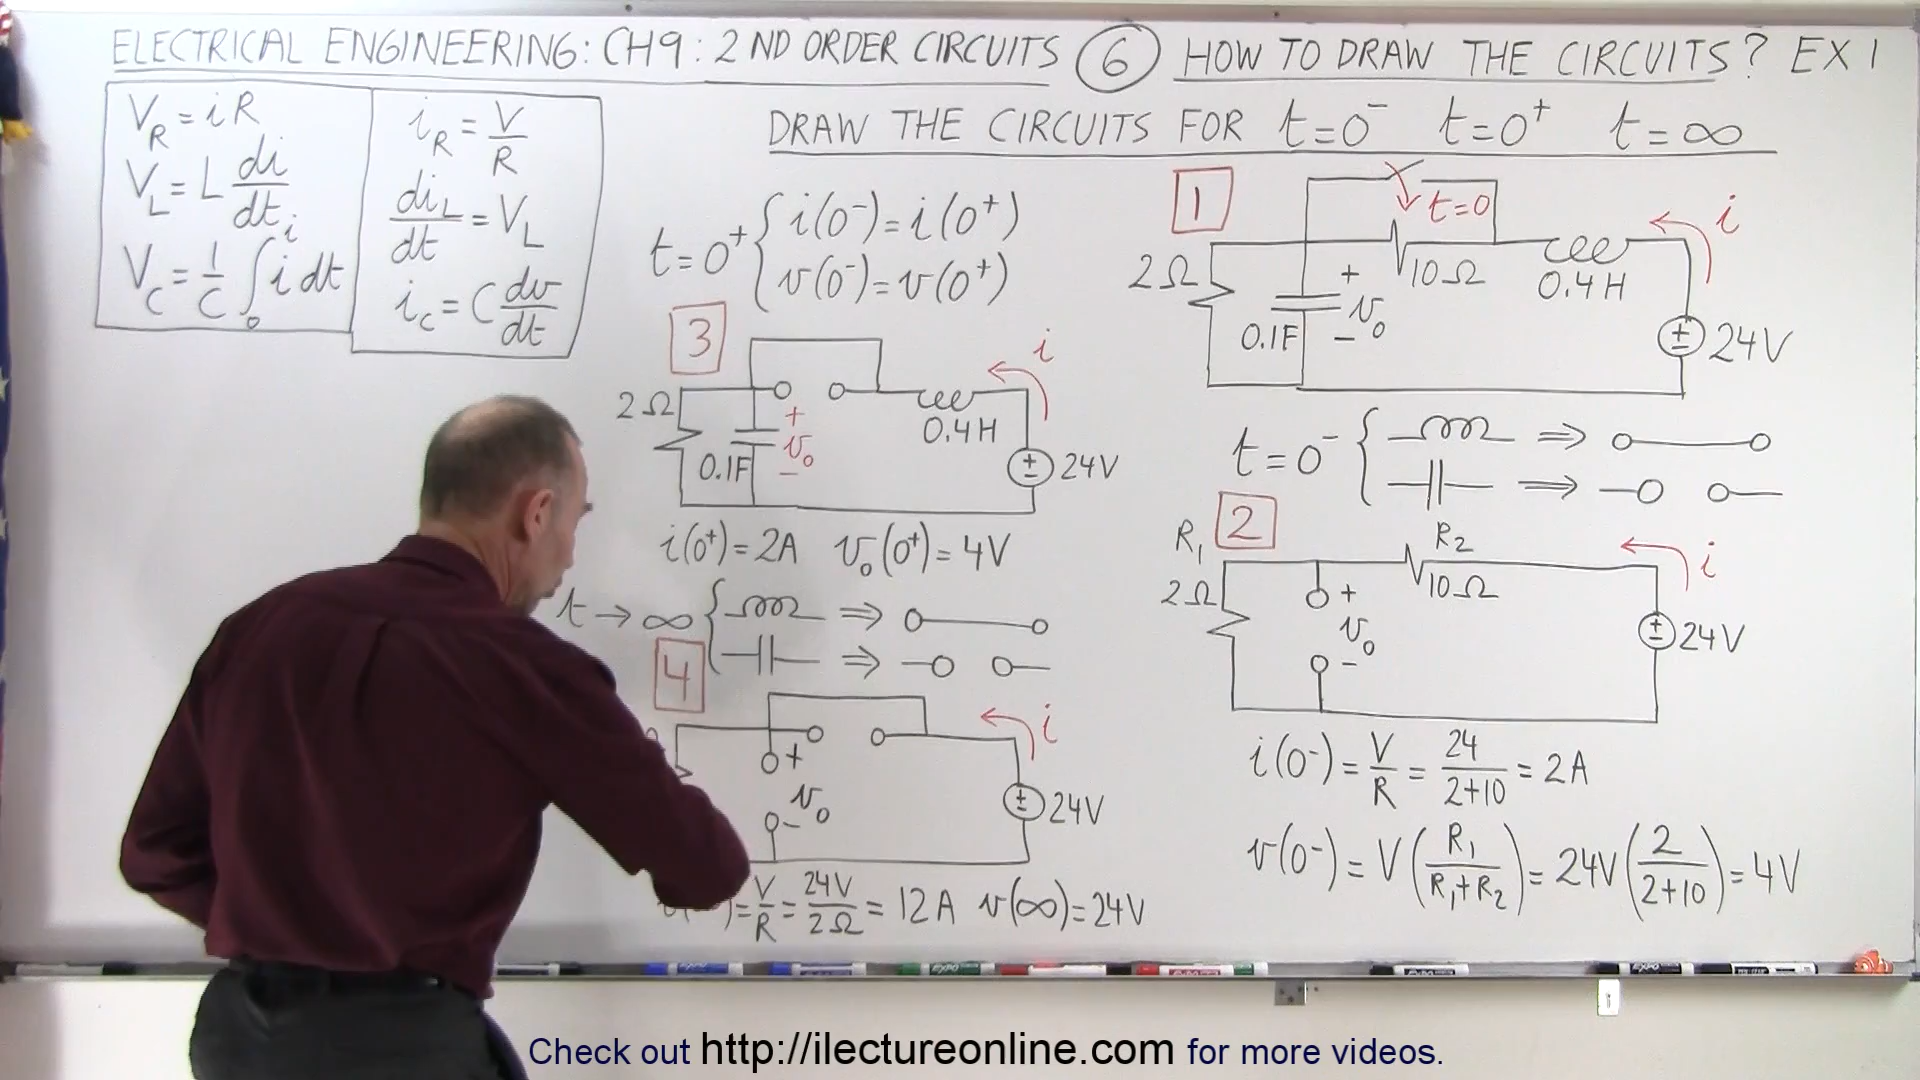 ELECTRICAL ENGINEERING: CH 9: 2 ND ORDER CIRCUITS ⑥ HOW TO DRAW THE CIRCUITS? EX 1
DRAW THE CIRCUITS FOR t=0⁻ t=0⁺ t=∞
V_R = iR
V_L = L di/dt
V_C = 1/C ∫₀ⁱ i dt
i_R = V/R
di_L/dt = V_L
i_C = C dv/dt
t=0⁺ { i(0⁻) = i(0⁺)
v(0⁻) = v(0⁺)
1
t=0
i
2Ω
10Ω
0.4H
+
v₀
−
0.1F
± 24V
t=0⁻ { ⇒
⇒
2
R₁
2Ω
R₂
10Ω
i
+
v₀
−
± 24V
i(0⁻) = V/R = 24/(2+10) = 2A
v(0⁻) = V(R₁/(R₁+R₂)) = 24V(2/(2+10)) = 4V
3
i
2Ω
+
v₀
−
0.1F
0.4H
± 24V
i(0⁺) = 2A v₀(0⁺) = 4V
t → ∞ { ⇒
⇒
4
i
+
v₀
−
± 24V
= V/R = 24V/2Ω = 12A v(∞) = 24V
EXPO
Check out http://ilectureonline.com for more videos.